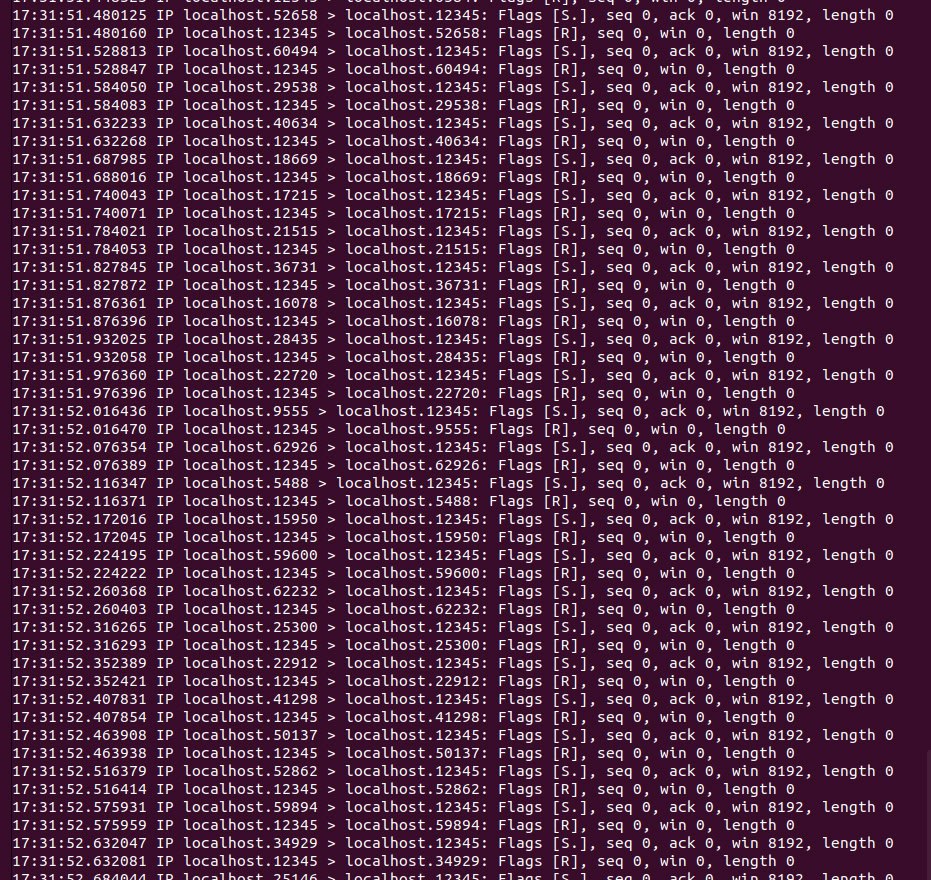 17:31:51.480125 IP localhost.52658 > localhost.12345: Flags [S.], seq 0, ack 0, win 8192, length 0
17:31:51.480160 IP localhost.12345 > localhost.52658: Flags [R], seq 0, win 0, length 0
17:31:51.528813 IP localhost.60494 > localhost.12345: Flags [S.], seq 0, ack 0, win 8192, length 0
17:31:51.528847 IP localhost.12345 > localhost.60494: Flags [R], seq 0, win 0, length 0
17:31:51.584050 IP localhost.29538 > localhost.12345: Flags [S.], seq 0, ack 0, win 8192, length 0
17:31:51.584083 IP localhost.12345 > localhost.29538: Flags [R], seq 0, win 0, length 0
17:31:51.632233 IP localhost.40634 > localhost.12345: Flags [S.], seq 0, ack 0, win 8192, length 0
17:31:51.632268 IP localhost.12345 > localhost.40634: Flags [R], seq 0, win 0, length 0
17:31:51.687985 IP localhost.18669 > localhost.12345: Flags [S.], seq 0, ack 0, win 8192, length 0
17:31:51.688016 IP localhost.12345 > localhost.18669: Flags [R], seq 0, win 0, length 0
17:31:51.740043 IP localhost.17215 > localhost.12345: Flags [S.], seq 0, ack 0, win 8192, length 0
17:31:51.740071 IP localhost.12345 > localhost.17215: Flags [R], seq 0, win 0, length 0
17:31:51.784021 IP localhost.21515 > localhost.12345: Flags [S.], seq 0, ack 0, win 8192, length 0
17:31:51.784053 IP localhost.12345 > localhost.21515: Flags [R], seq 0, win 0, length 0
17:31:51.827845 IP localhost.36731 > localhost.12345: Flags [S.], seq 0, ack 0, win 8192, length 0
17:31:51.827872 IP localhost.12345 > localhost.36731: Flags [R], seq 0, win 0, length 0
17:31:51.876361 IP localhost.16078 > localhost.12345: Flags [S.], seq 0, ack 0, win 8192, length 0
17:31:51.876396 IP localhost.12345 > localhost.16078: Flags [R], seq 0, win 0, length 0
17:31:51.932025 IP localhost.28435 > localhost.12345: Flags [S.], seq 0, ack 0, win 8192, length 0
17:31:51.932058 IP localhost.12345 > localhost.28435: Flags [R], seq 0, win 0, length 0
17:31:51.976360 IP localhost.22720 > localhost.12345: Flags [S.], seq 0, ack 0, win 8192, length 0
17:31:51.976396 IP localhost.12345 > localhost.22720: Flags [R], seq 0, win 0, length 0
17:31:52.016436 IP localhost.9555 > localhost.12345: Flags [S.], seq 0, ack 0, win 8192, length 0
17:31:52.016470 IP localhost.12345 > localhost.9555: Flags [R], seq 0, win 0, length 0
17:31:52.076354 IP localhost.62926 > localhost.12345: Flags [S.], seq 0, ack 0, win 8192, length 0
17:31:52.076389 IP localhost.12345 > localhost.62926: Flags [R], seq 0, win 0, length 0
17:31:52.116347 IP localhost.5488 > localhost.12345: Flags [S.], seq 0, ack 0, win 8192, length 0
17:31:52.116371 IP localhost.12345 > localhost.5488: Flags [R], seq 0, win 0, length 0
17:31:52.172016 IP localhost.15950 > localhost.12345: Flags [S.], seq 0, ack 0, win 8192, length 0
17:31:52.172045 IP localhost.12345 > localhost.15950: Flags [R], seq 0, win 0, length 0
17:31:52.224195 IP localhost.59600 > localhost.12345: Flags [S.], seq 0, ack 0, win 8192, length 0
17:31:52.224222 IP localhost.12345 > localhost.59600: Flags [R], seq 0, win 0, length 0
17:31:52.260368 IP localhost.62232 > localhost.12345: Flags [S.], seq 0, ack 0, win 8192, length 0
17:31:52.260403 IP localhost.12345 > localhost.62232: Flags [R], seq 0, win 0, length 0
17:31:52.316265 IP localhost.25300 > localhost.12345: Flags [S.], seq 0, ack 0, win 8192, length 0
17:31:52.316293 IP localhost.12345 > localhost.25300: Flags [R], seq 0, win 0, length 0
17:31:52.352389 IP localhost.22912 > localhost.12345: Flags [S.], seq 0, ack 0, win 8192, length 0
17:31:52.352421 IP localhost.12345 > localhost.22912: Flags [R], seq 0, win 0, length 0
17:31:52.407831 IP localhost.41298 > localhost.12345: Flags [S.], seq 0, ack 0, win 8192, length 0
17:31:52.407854 IP localhost.12345 > localhost.41298: Flags [R], seq 0, win 0, length 0
17:31:52.463908 IP localhost.50137 > localhost.12345: Flags [S.], seq 0, ack 0, win 8192, length 0
17:31:52.463938 IP localhost.12345 > localhost.50137: Flags [R], seq 0, win 0, length 0
17:31:52.516379 IP localhost.52862 > localhost.12345: Flags [S.], seq 0, ack 0, win 8192, length 0
17:31:52.516414 IP localhost.12345 > localhost.52862: Flags [R], seq 0, win 0, length 0
17:31:52.575931 IP localhost.59894 > localhost.12345: Flags [S.], seq 0, ack 0, win 8192, length 0
17:31:52.575959 IP localhost.12345 > localhost.59894: Flags [R], seq 0, win 0, length 0
17:31:52.632047 IP localhost.34929 > localhost.12345: Flags [S.], seq 0, ack 0, win 8192, length 0
17:31:52.632081 IP localhost.12345 > localhost.34929: Flags [R], seq 0, win 0, length 0
17:31:52.684044 IP localhost.25146 > localhost.12345: Flags [S.], seq 0, ack 0, win 8192, length 0